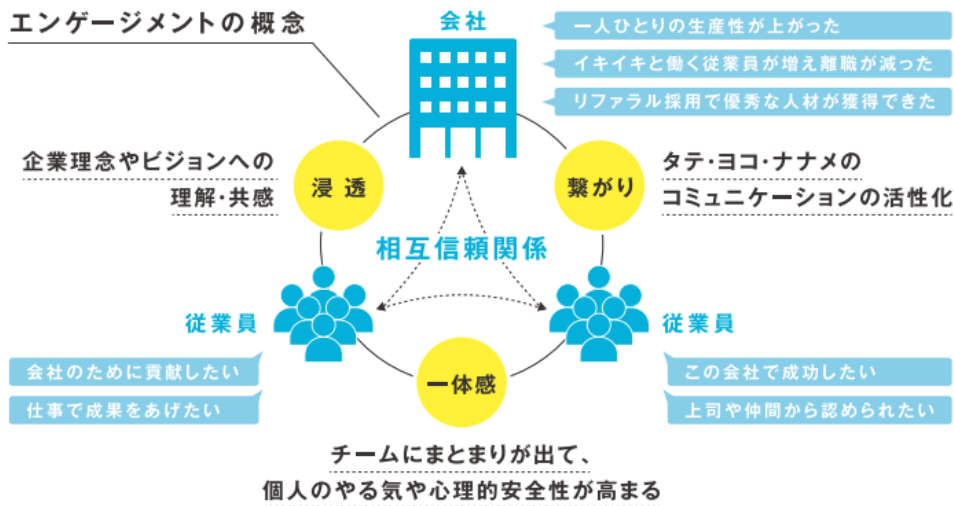 エンゲージメントの概念
会社
一人ひとりの生産性が上がった
イキイキと働く従業員が増え離職が減った
リファラル採用で優秀な人材が獲得できた
企業理念やビジョンへの
理解・共感
浸透
繋がり
タテ・ヨコ・ナナメの
コミュニケーションの活性化
相互信頼関係
従業員
従業員
会社のために貢献したい
仕事で成果をあげたい
一体感
この会社で成功したい
上司や仲間から認められたい
チームにまとまりが出て、
個人のやる気や心理的安全性が高まる